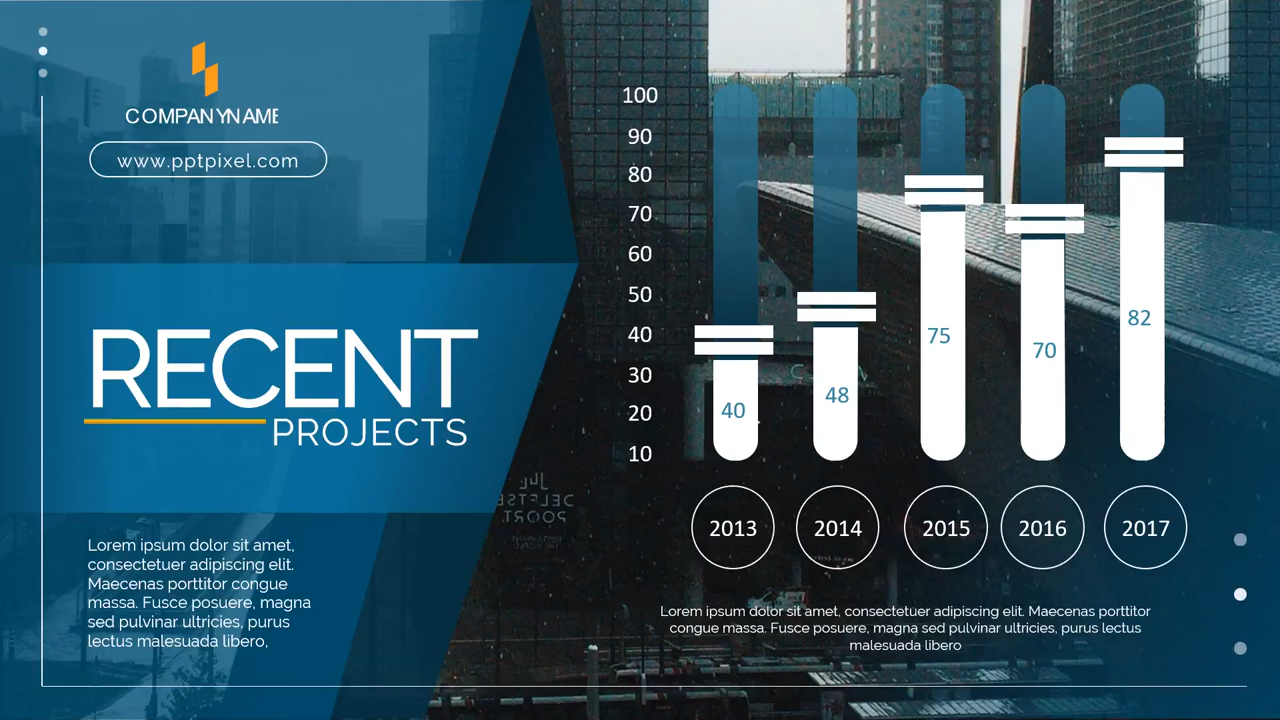 COMPANYNAME
www.pptpixel.com
RECENT
PROJECTS
Lorem ipsum dolor sit amet,
consectetuer adipiscing elit.
Maecenas porttitor congue
massa. Fusce posuere, magna
sed pulvinar ultricies, purus
lectus malesuada libero,
100
90
80
70
60
50
40
30
20
10
40
48
75
70
82
2013
2014
2015
2016
2017
Lorem ipsum dolor sit amet, consectetuer adipiscing elit. Maecenas porttitor
congue massa. Fusce posuere, magna sed pulvinar ultricies, purus lectus
malesuada libero